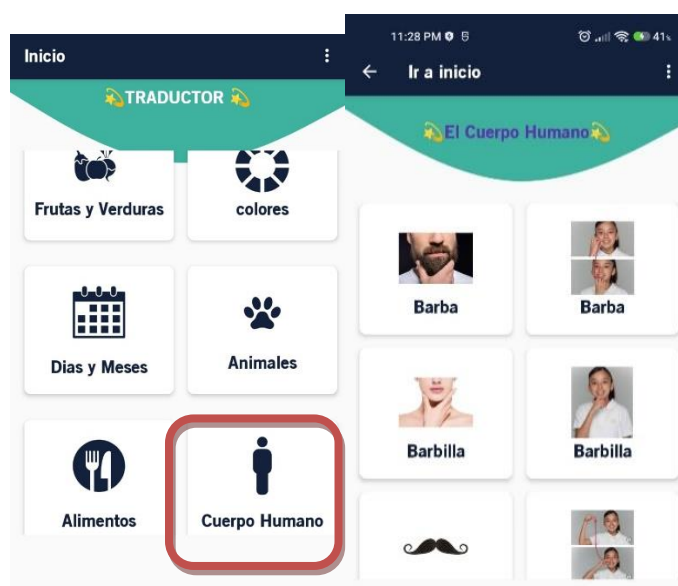 Inicio
💫TRADUCTOR 💫
Frutas y Verduras
colores
Dias y Meses
Animales
Alimentos
Cuerpo Humano
11:28 PM
41%
Ir a inicio
💫El Cuerpo Humano💫
Barba
Barba
Barbilla
Barbilla